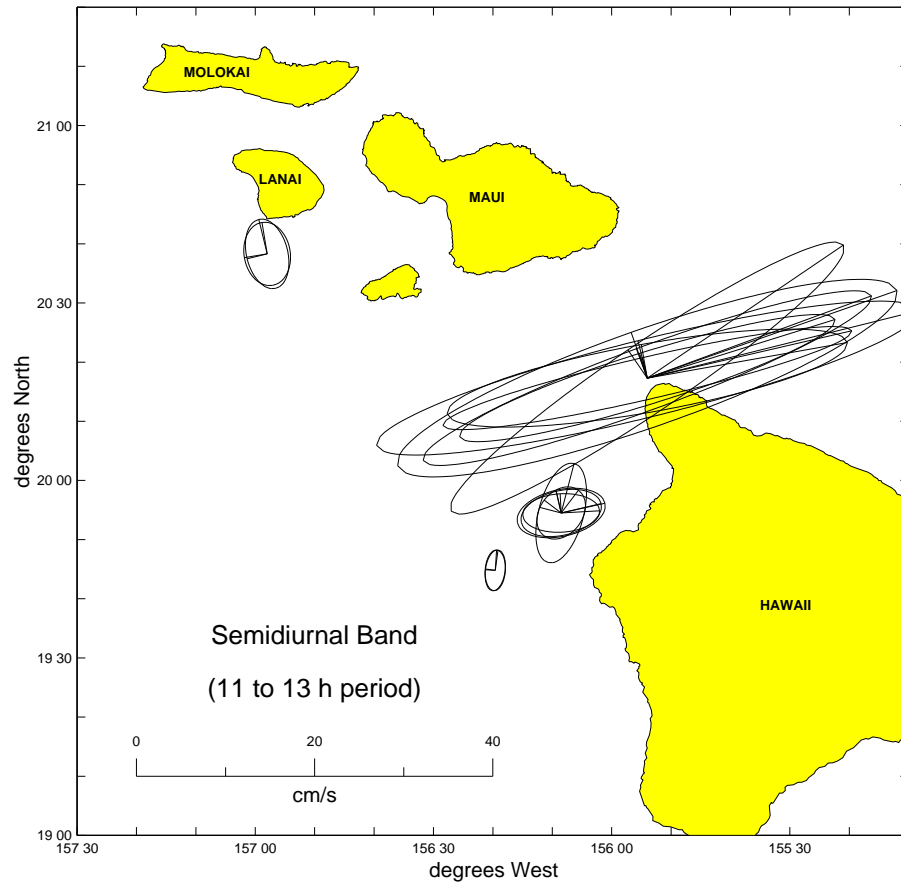 MOLOKAI
21 00
LANAI
MAUI
20 30
degrees North
20 00
HAWAII
Semidiurnal Band
19 30
(11 to 13 h period)
0 20 40
cm/s
19 00
157 30 157 00 156 30 156 00 155 30
degrees West